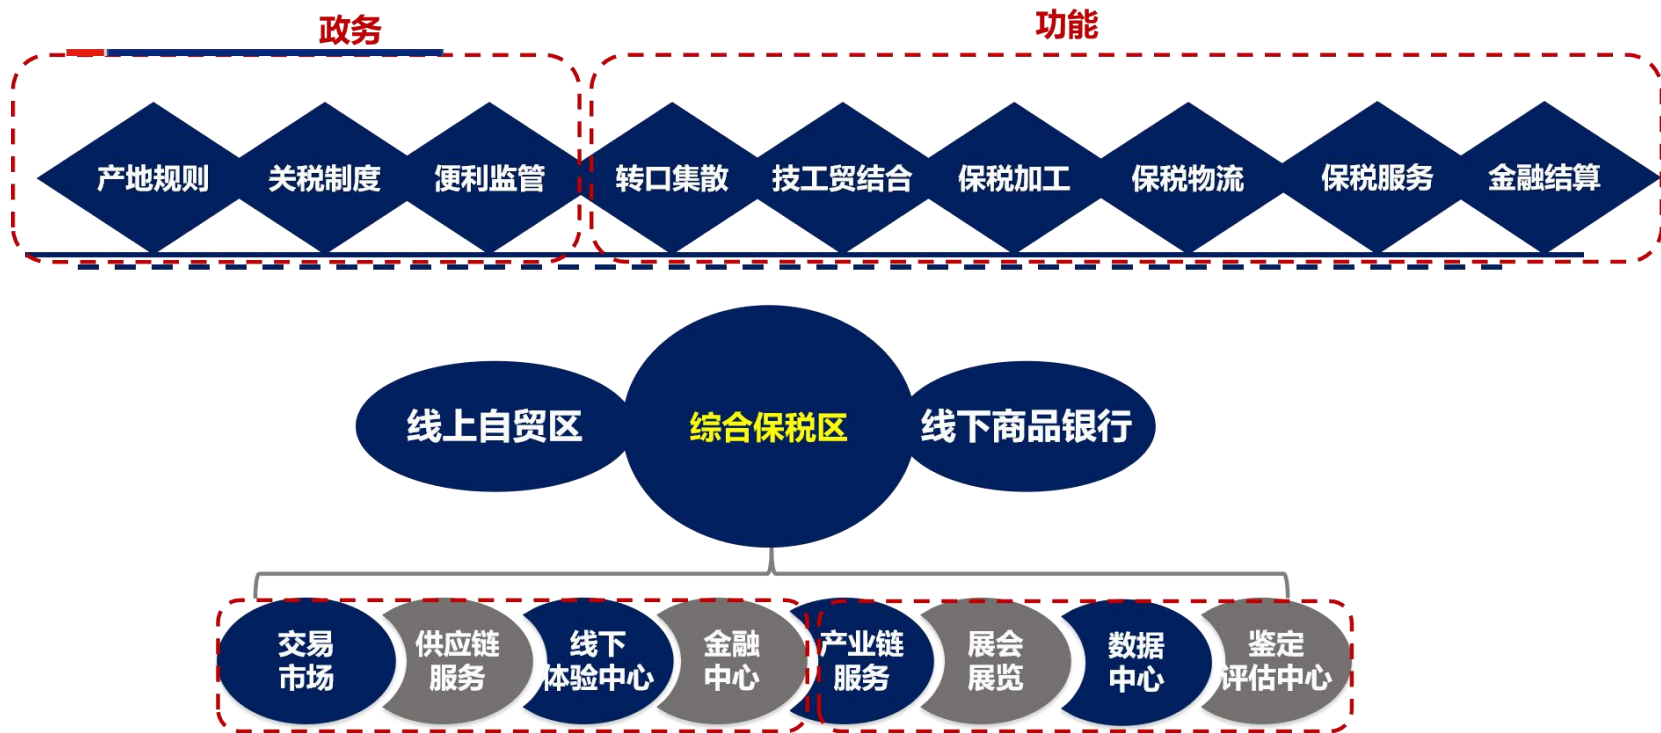 政务
功能
产地规则
关税制度
便利监管
转口集散
技工贸结合
保税加工
保税物流
保税服务
金融结算
线上自贸区
综合保税区
线下商品银行
交易
市场
供应链
服务
线下
体验中心
金融
中心
产业链
服务
展会
展览
数据
中心
鉴定
评估中心